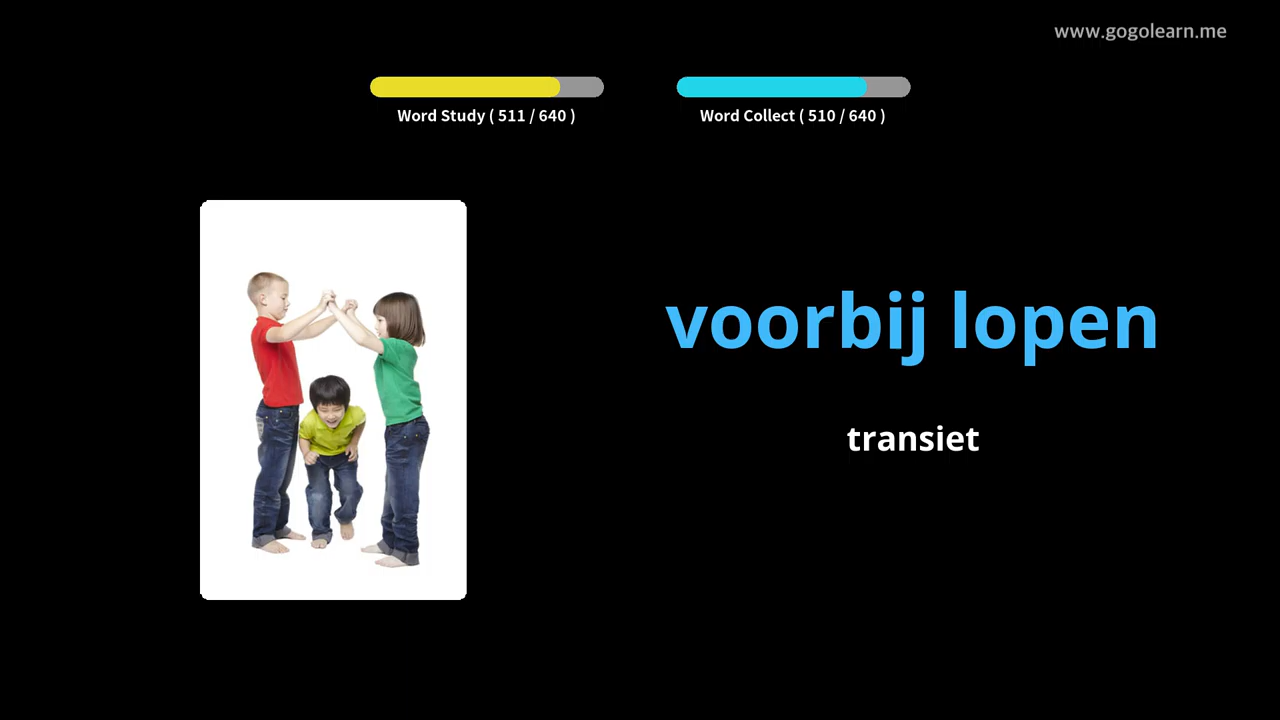 www.gogolearn.me
Word Study ( 511 / 640 )
Word Collect ( 510 / 640 )
voorbij lopen
transiet